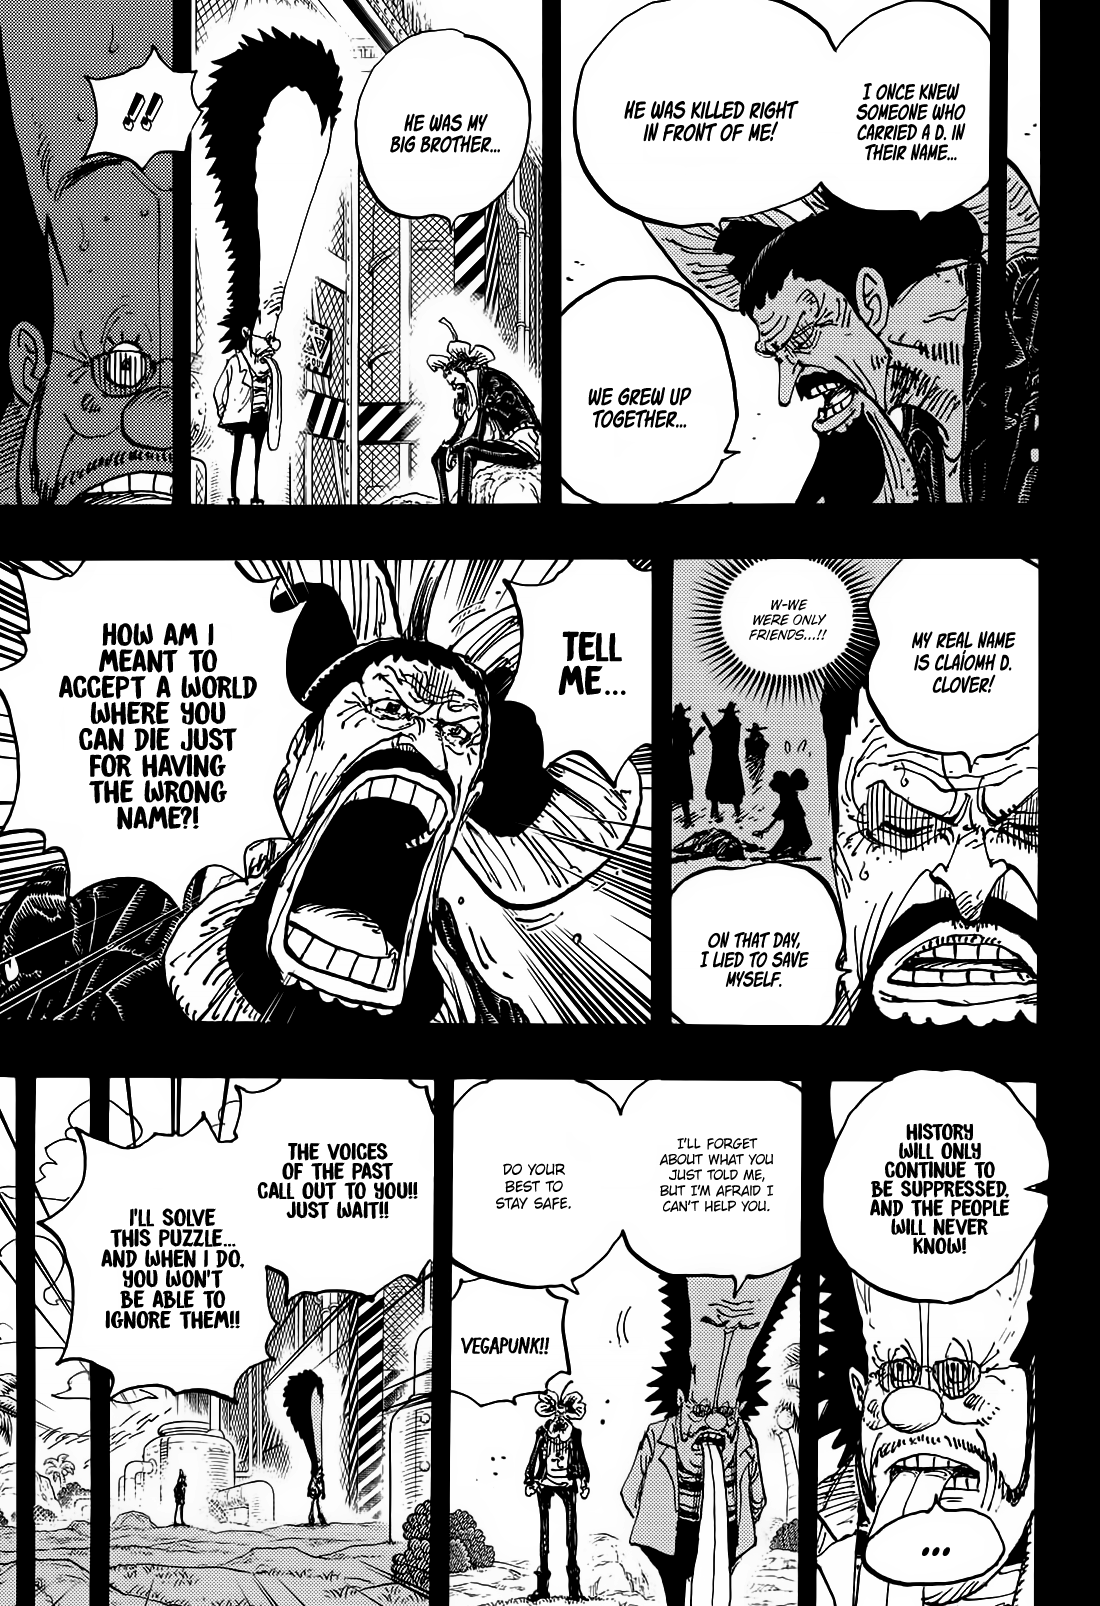 I ONCE KNEW
SOMEONE WHO
CARRIED A D. IN
THEIR NAME...
HE WAS KILLED RIGHT
IN FRONT OF ME!
WE GREW UP
TOGETHER...
HE WAS MY
BIG BROTHER...
!!
MY REAL NAME
IS CLAÍOMH D.
CLOVER!
W-WE
WERE ONLY
FRIENDS...!!
ON THAT DAY,
I LIED TO SAVE
MYSELF.
TELL
ME...
HOW AM I
MEANT TO
ACCEPT A WORLD
WHERE YOU
CAN DIE JUST
FOR HAVING
THE WRONG
NAME?!
HISTORY
WILL ONLY
CONTINUE TO
BE SUPPRESSED,
AND THE PEOPLE
WILL NEVER
KNOW!
...
I'LL FORGET
ABOUT WHAT YOU
JUST TOLD ME,
BUT I'M AFRAID I
CAN'T HELP YOU.
DO YOUR
BEST TO
STAY SAFE.
VEGAPUNK!!
THE VOICES
OF THE PAST
CALL OUT TO YOU!!
JUST WAIT!!
I'LL SOLVE
THIS PUZZLE...
AND WHEN I DO,
YOU WON'T
BE ABLE TO
IGNORE THEM!!